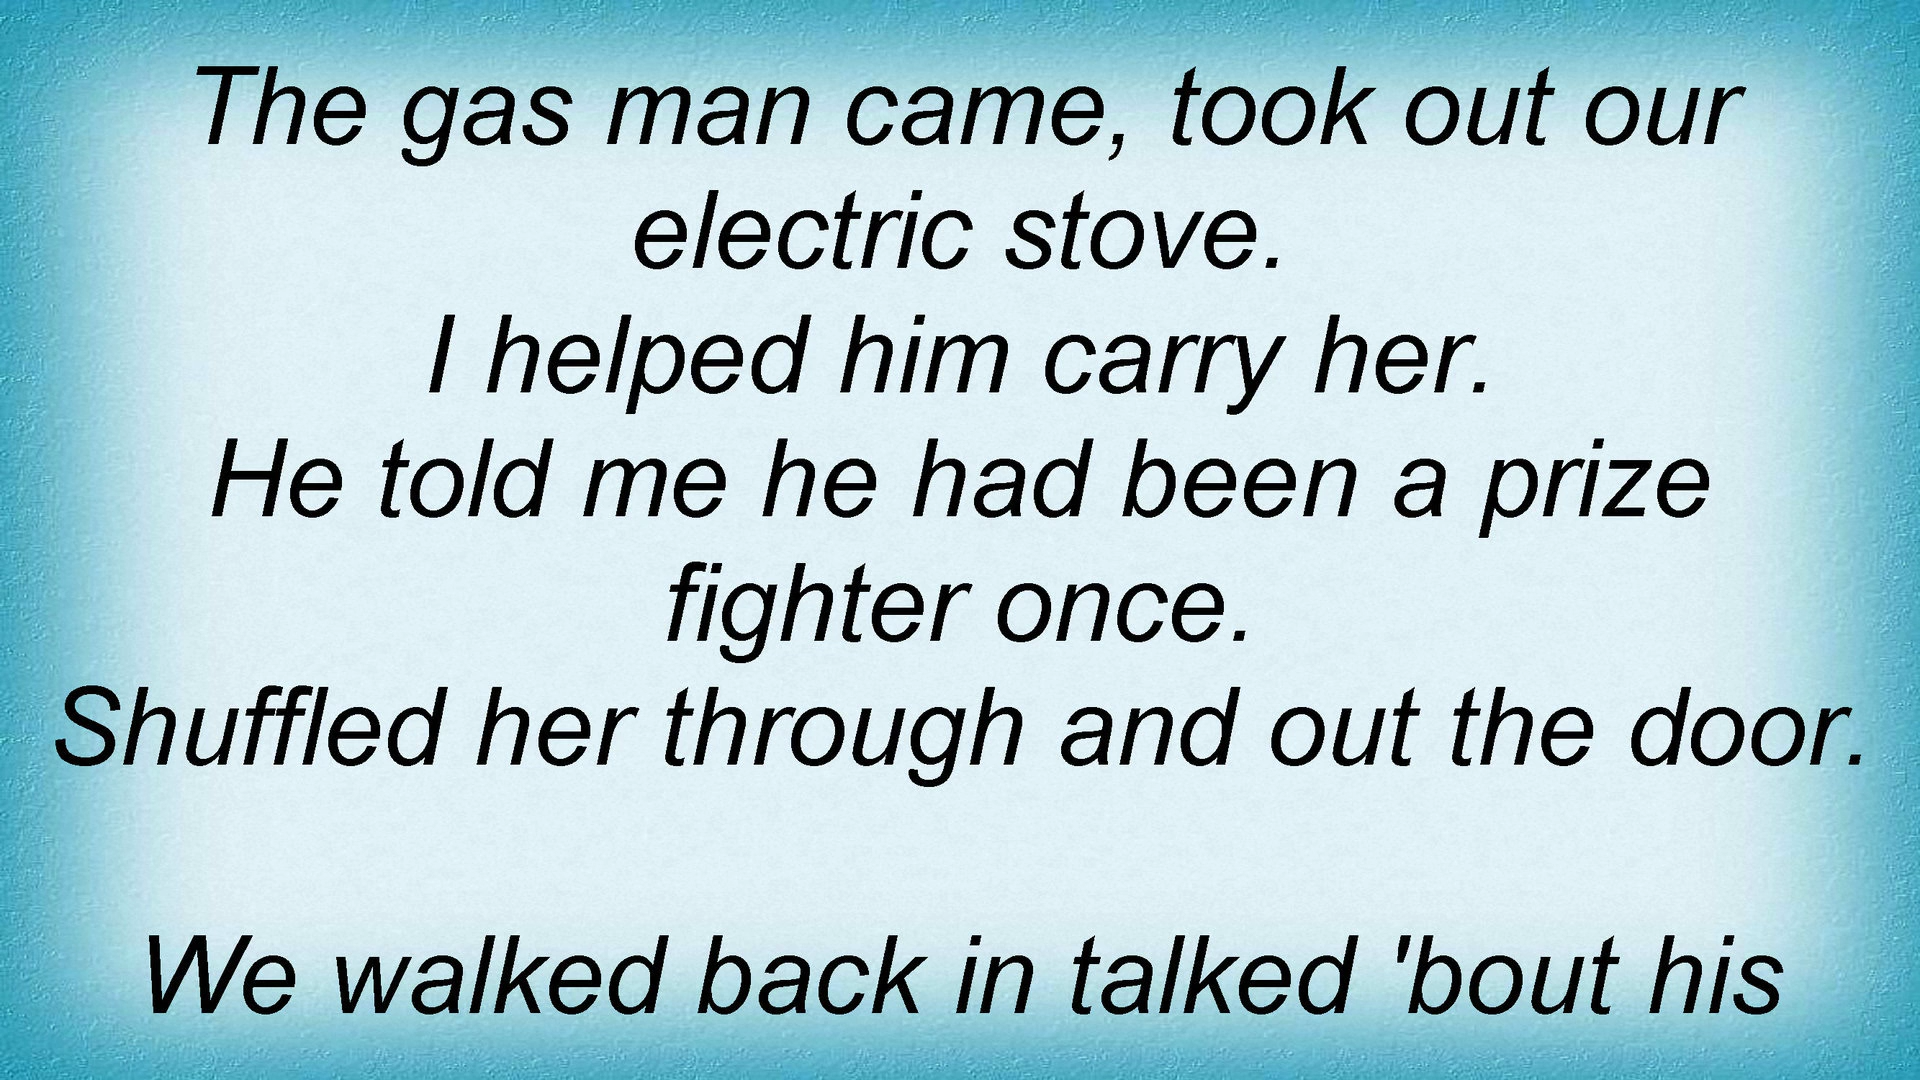 The gas man came, took out our
electric stove.
I helped him carry her.
He told me he had been a prize
fighter once.
Shuffled her through and out the door.
We walked back in talked 'bout his